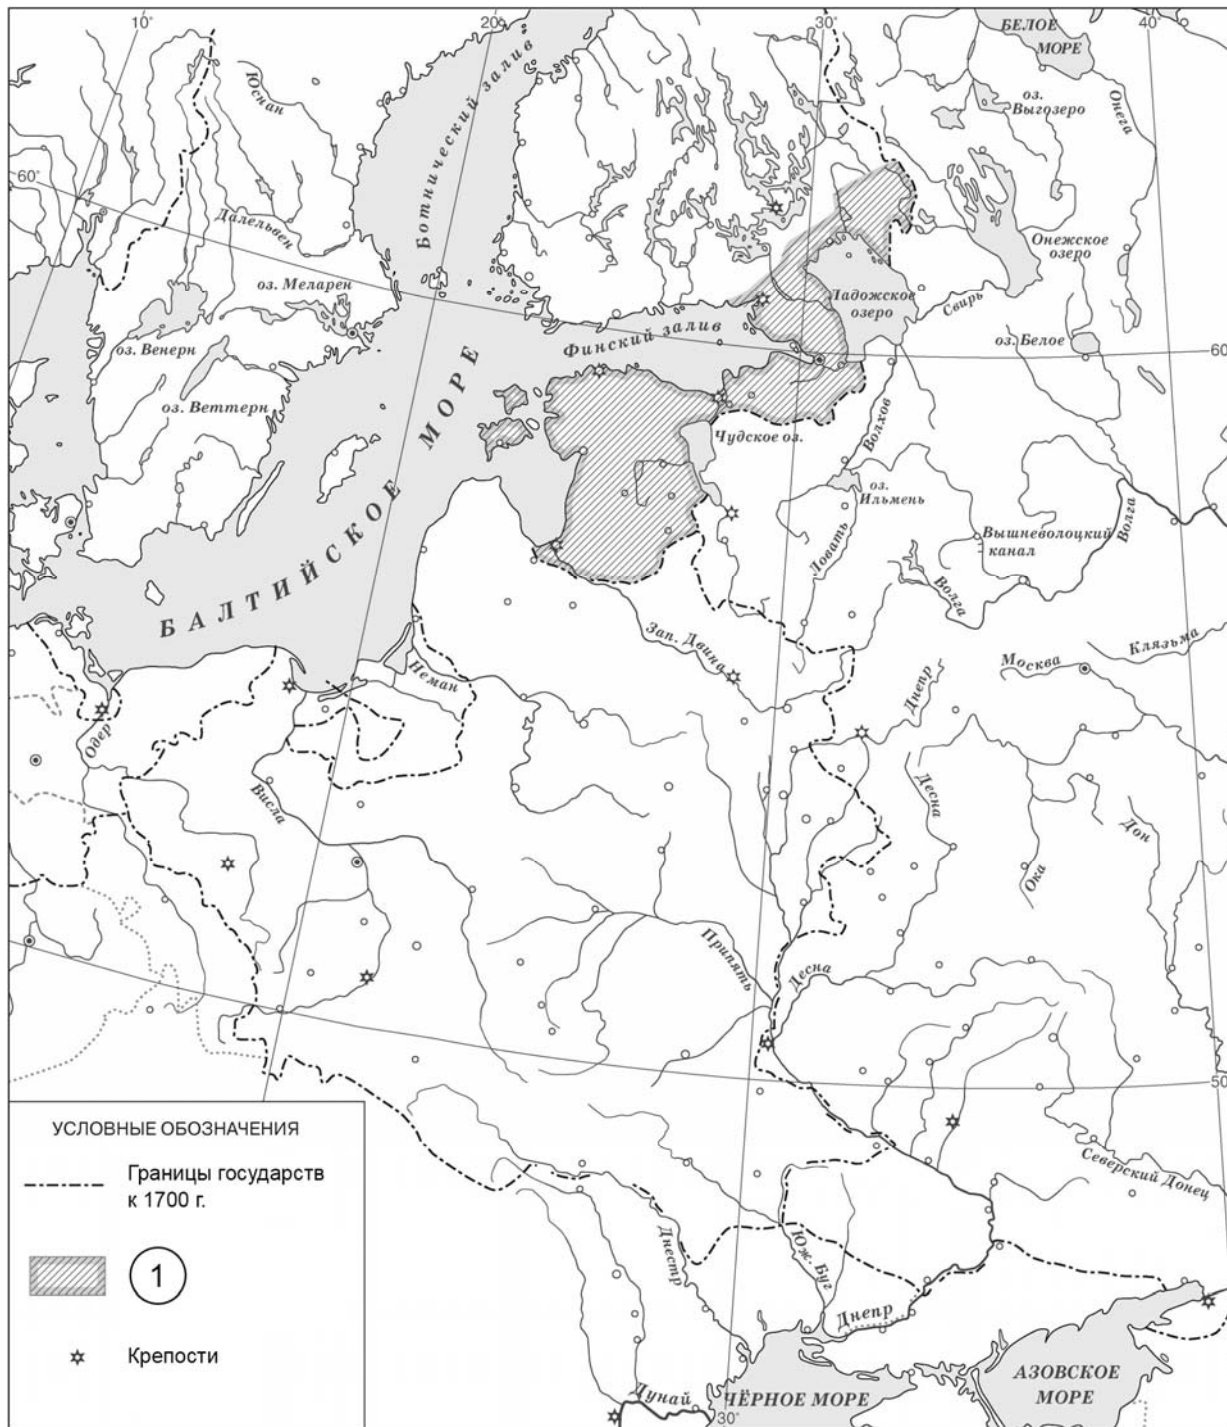 10°
20°
30°
40°
БЕЛОЕ
МОРЕ
Юснан
Ботнический залив
оз.
Выгозеро
Онега
60°
Далельвен
Онежское
озеро
оз. Меларен
Ладожское
озеро
Свирь
Финский залив
оз. Венерн
оз. Белое
60
оз. Веттерн
БАЛТИЙСКОЕ МОРЕ
Чудское оз.
Волхов
оз.
Ильмень
Ловать
Вышневолоцкий
канал
Волга
Волга
Зап. Двина
Клязьма
Москва
Неман
Днепр
Одер
Висла
Десна
Дон
Ока
Припять
Десна
50
УСЛОВНЫЕ ОБОЗНАЧЕНИЯ
Границы государств
к 1700 г.
1
Крепости
Северский Донец
Днестр
Юж. Буг
Днепр
Дунай
ЧЁРНОЕ МОРЕ
АЗОВСКОЕ
МОРЕ
30°